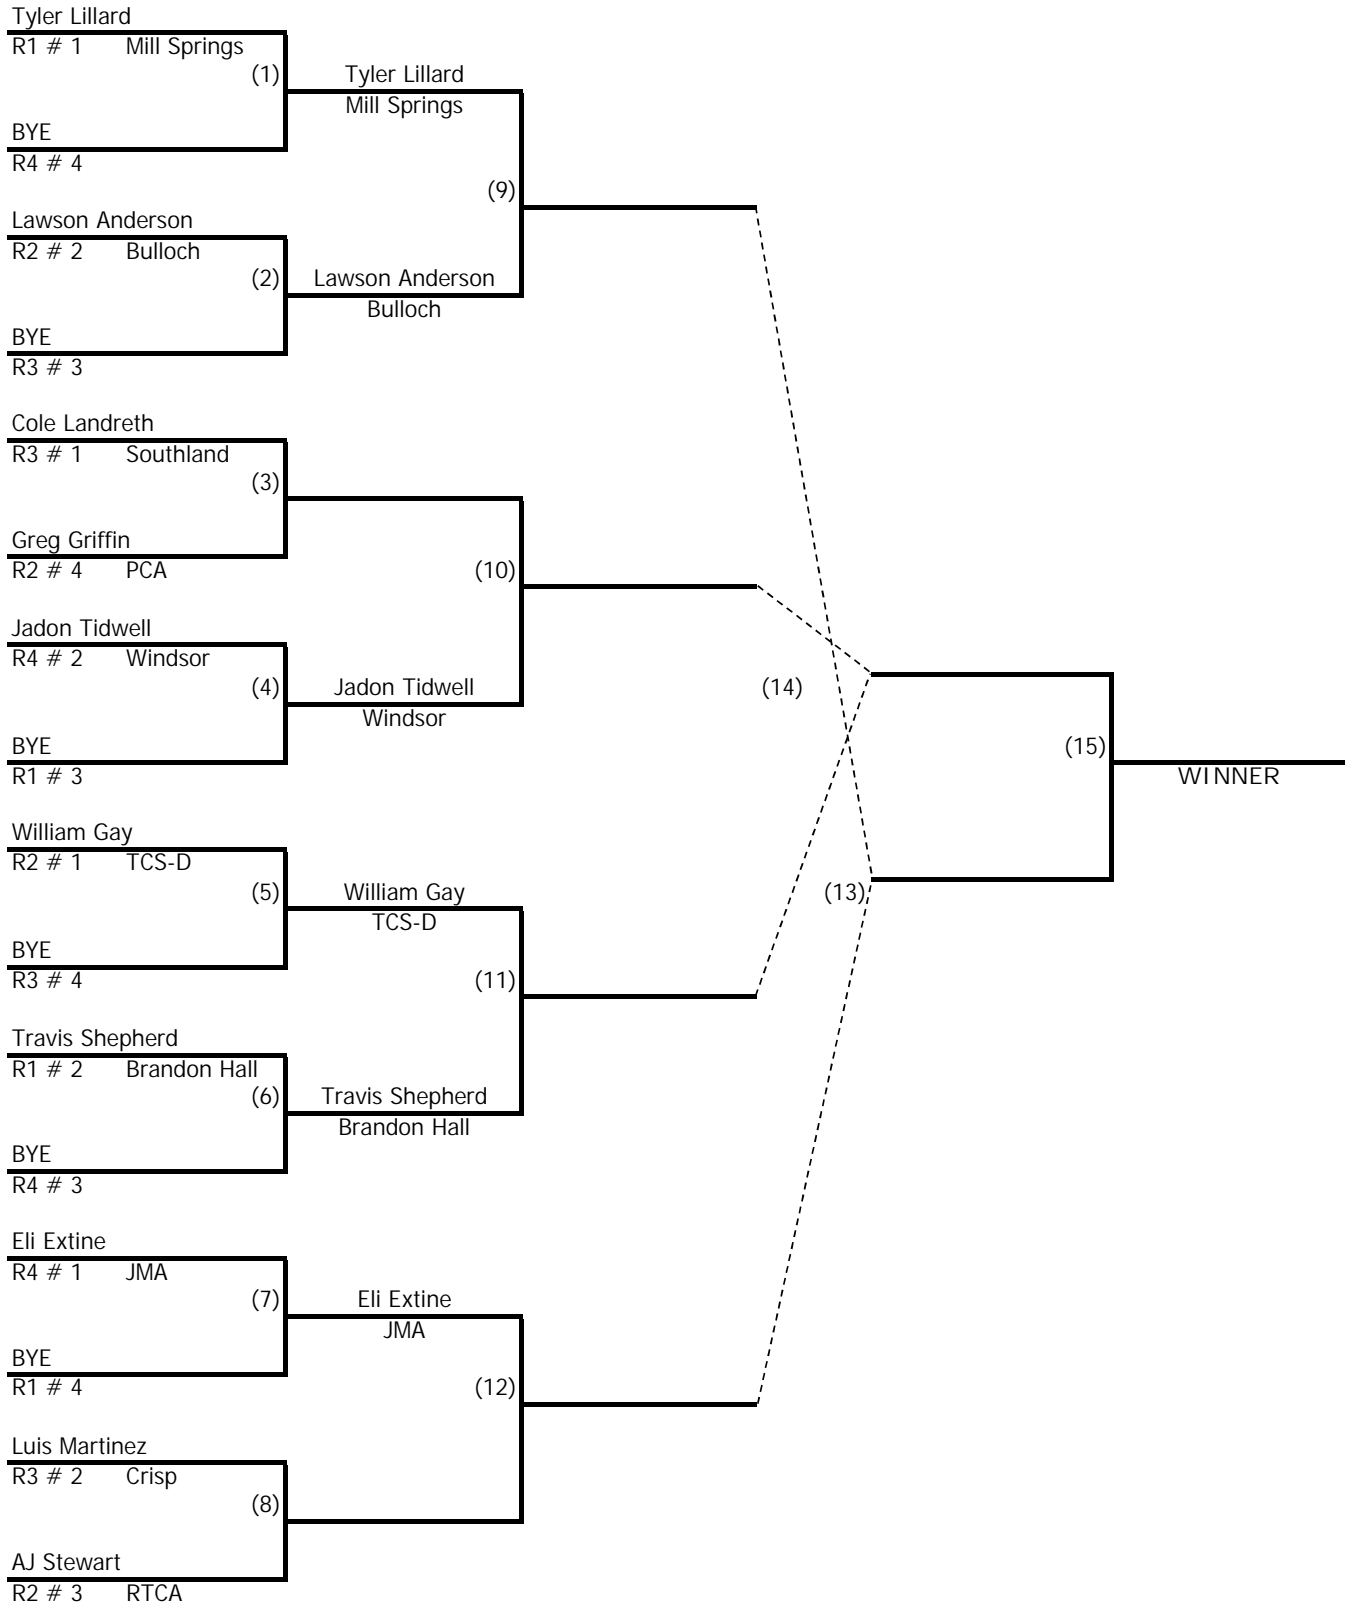 Tyler Lillard
R1 # 1 Mill Springs
(1)
BYE
R4 # 4
Lawson Anderson
R2 # 2 Bulloch
(2)
BYE
R3 # 3
Cole Landreth
R3 # 1 Southland
(3)
Greg Griffin
R2 # 4 PCA
Jadon Tidwell
R4 # 2 Windsor
(4)
BYE
R1 # 3
William Gay
R2 # 1 TCS-D
(5)
BYE
R3 # 4
Travis Shepherd
R1 # 2 Brandon Hall
(6)
BYE
R4 # 3
Eli Extine
R4 # 1 JMA
(7)
BYE
R1 # 4
Luis Martinez
R3 # 2 Crisp
(8)
AJ Stewart
R2 # 3 RTCA
Tyler Lillard
Mill Springs
(9)
Lawson Anderson
Bulloch
(10)
Jadon Tidwell
Windsor
William Gay
TCS-D
(11)
Travis Shepherd
Brandon Hall
Eli Extine
JMA
(12)
(14)
(13)
(15)
WINNER